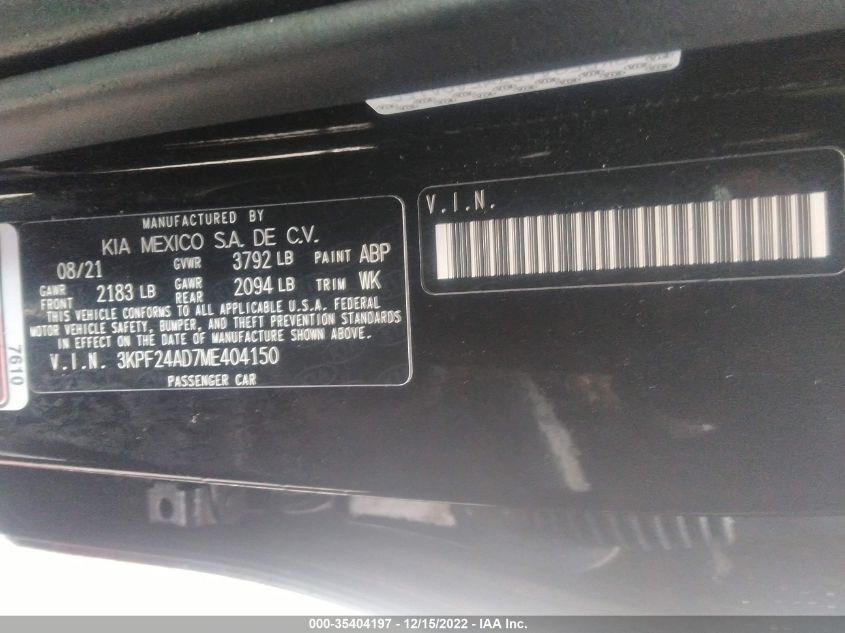 MANUFACTURED BY
KIA MEXICO S.A. DE C.V.
08/21 GVWR 3792 LB PAINT ABP
GAWR FRONT 2183 LB GAWR REAR 2094 LB TRIM WK
THIS VEHICLE CONFORMS TO ALL APPLICABLE U.S.A. FEDERAL
MOTOR VEHICLE SAFETY, BUMPER, AND THEFT PREVENTION STANDARDS
IN EFFECT ON THE DATE OF MANUFACTURE SHOWN ABOVE.
V.I.N. 3KPF24AD7ME404150
PASSENGER CAR
V.I.N.
7610
000-35404197 - 12/15/2022 - IAA Inc.